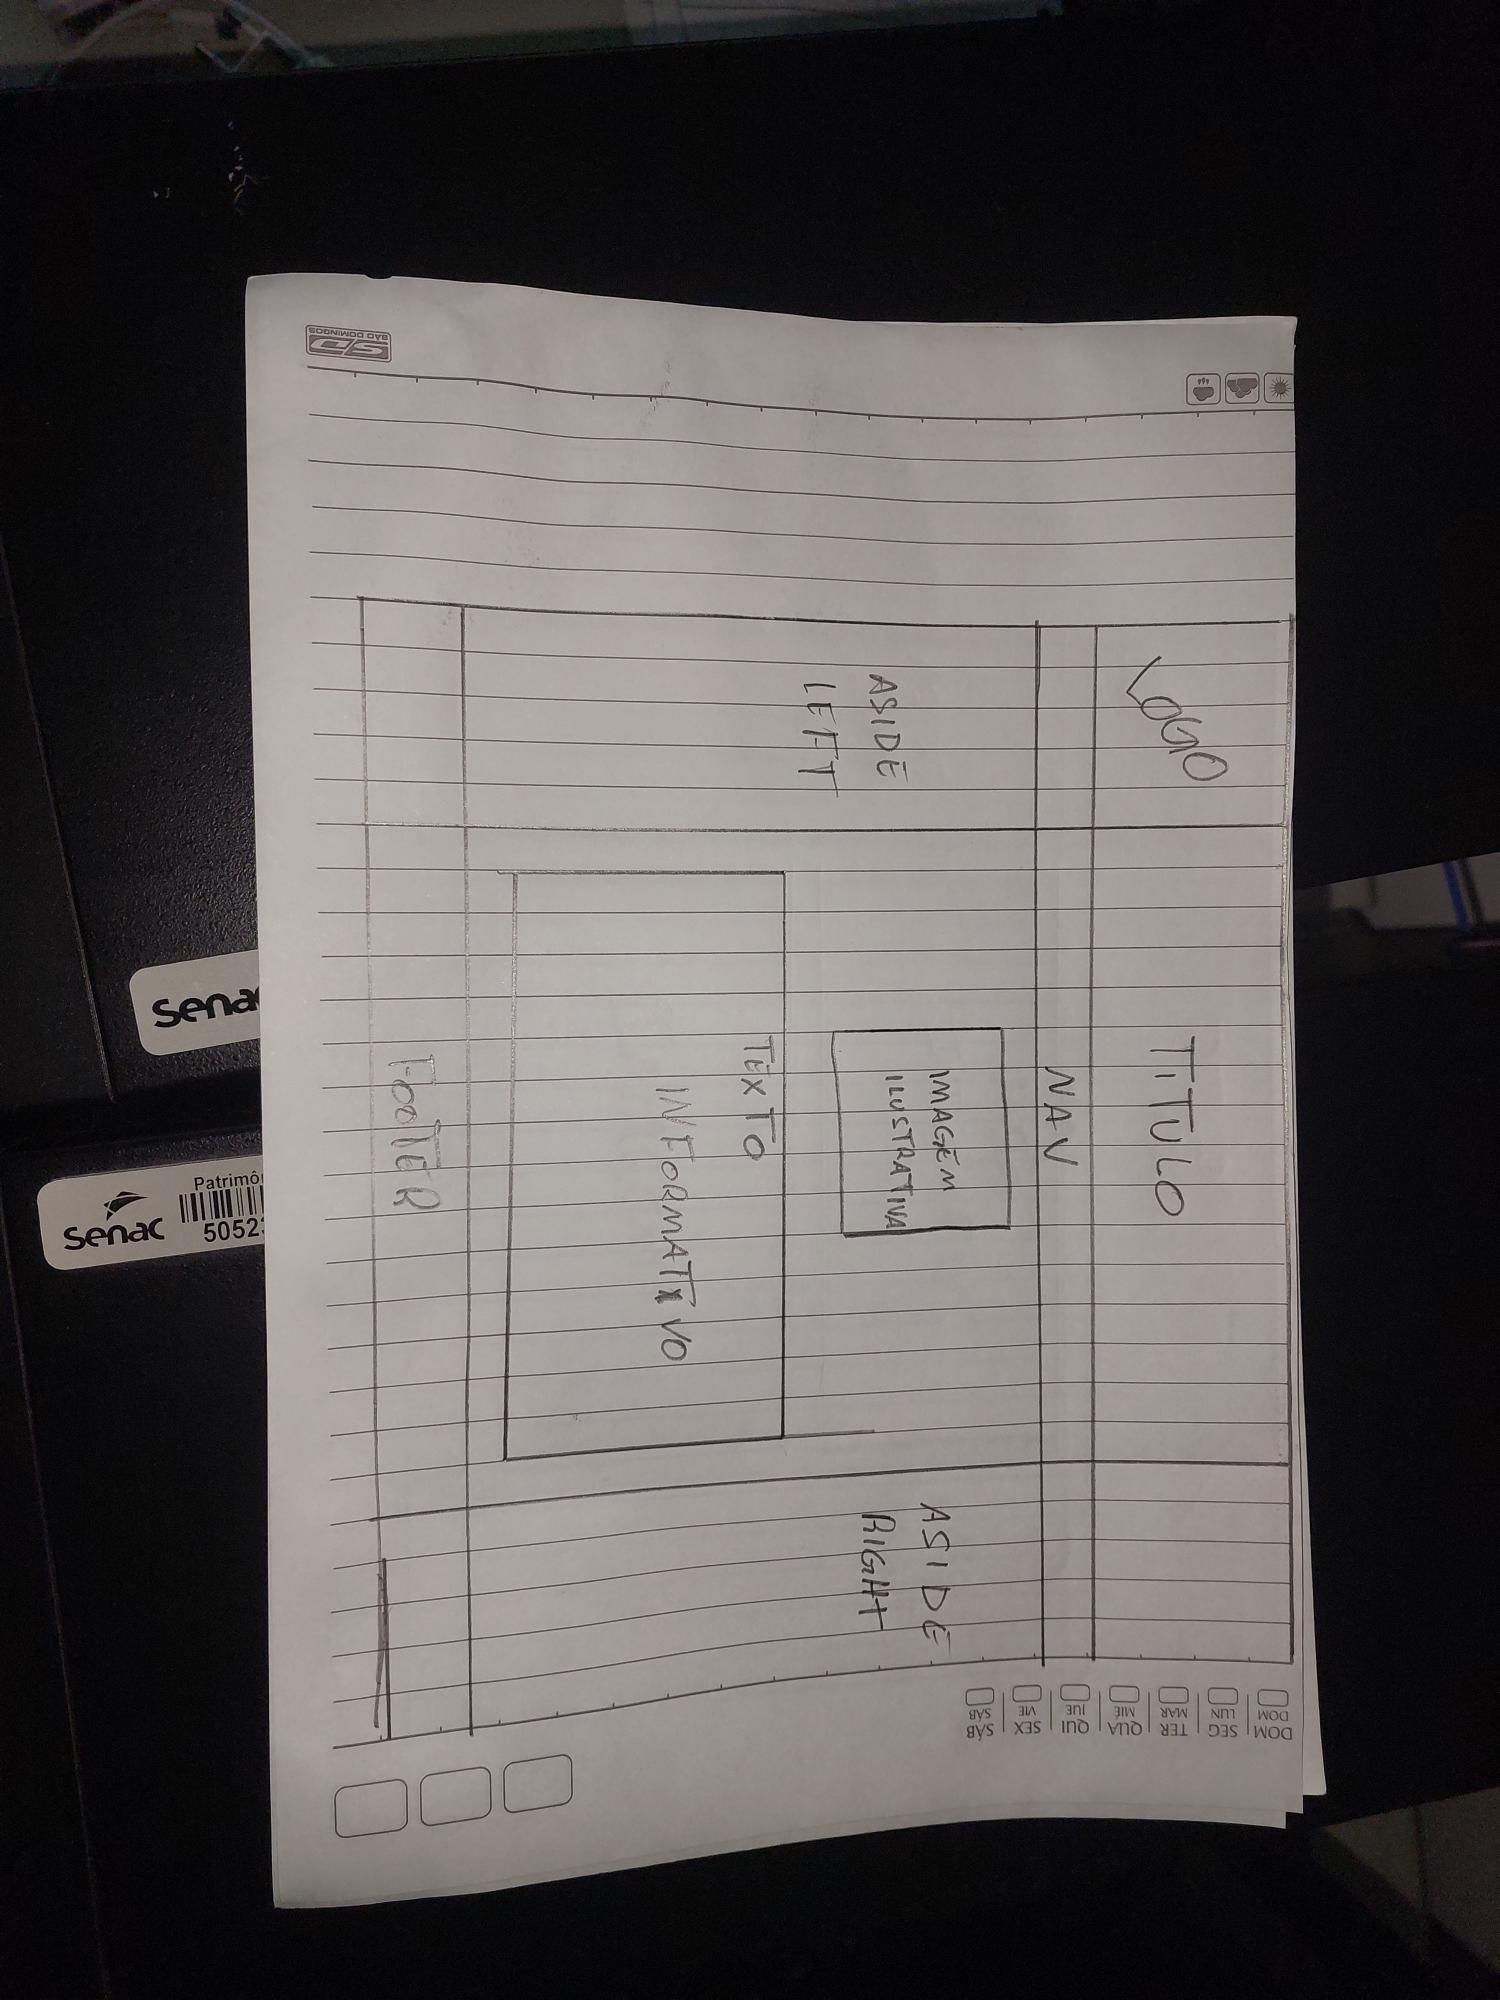 LOGO
TITULO
NAV
ASIDE
LEFT
IMAGEM
ILUSTRATIVA
TEXTO
INFORMATIVO
ASIDE
RIGHT
FOOTER
SD
SÃO DOMINGOS
DOM SEG TER QUA QUI SEX SÁB
DOM LUN MAR MIÉ JUE VIE SÁB
senac
senac
Patrimô
5052